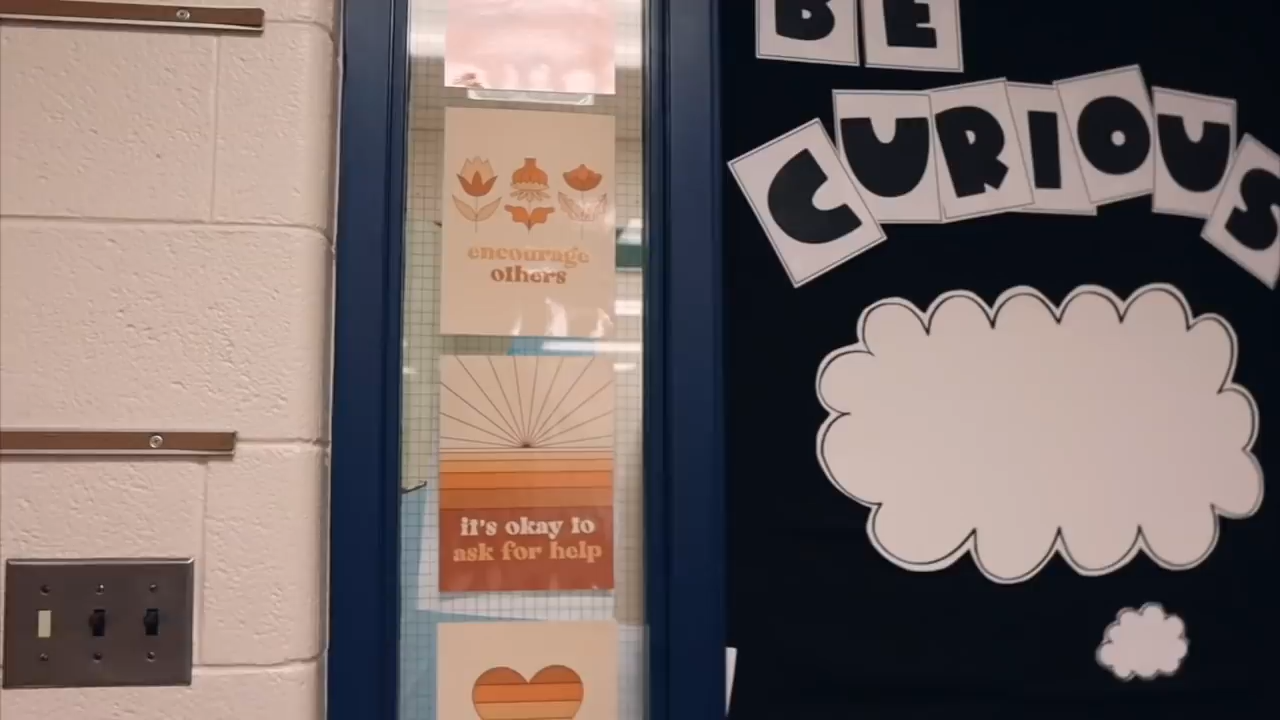 BE
CURIOUS
encourage
others
it's okay to
ask for help